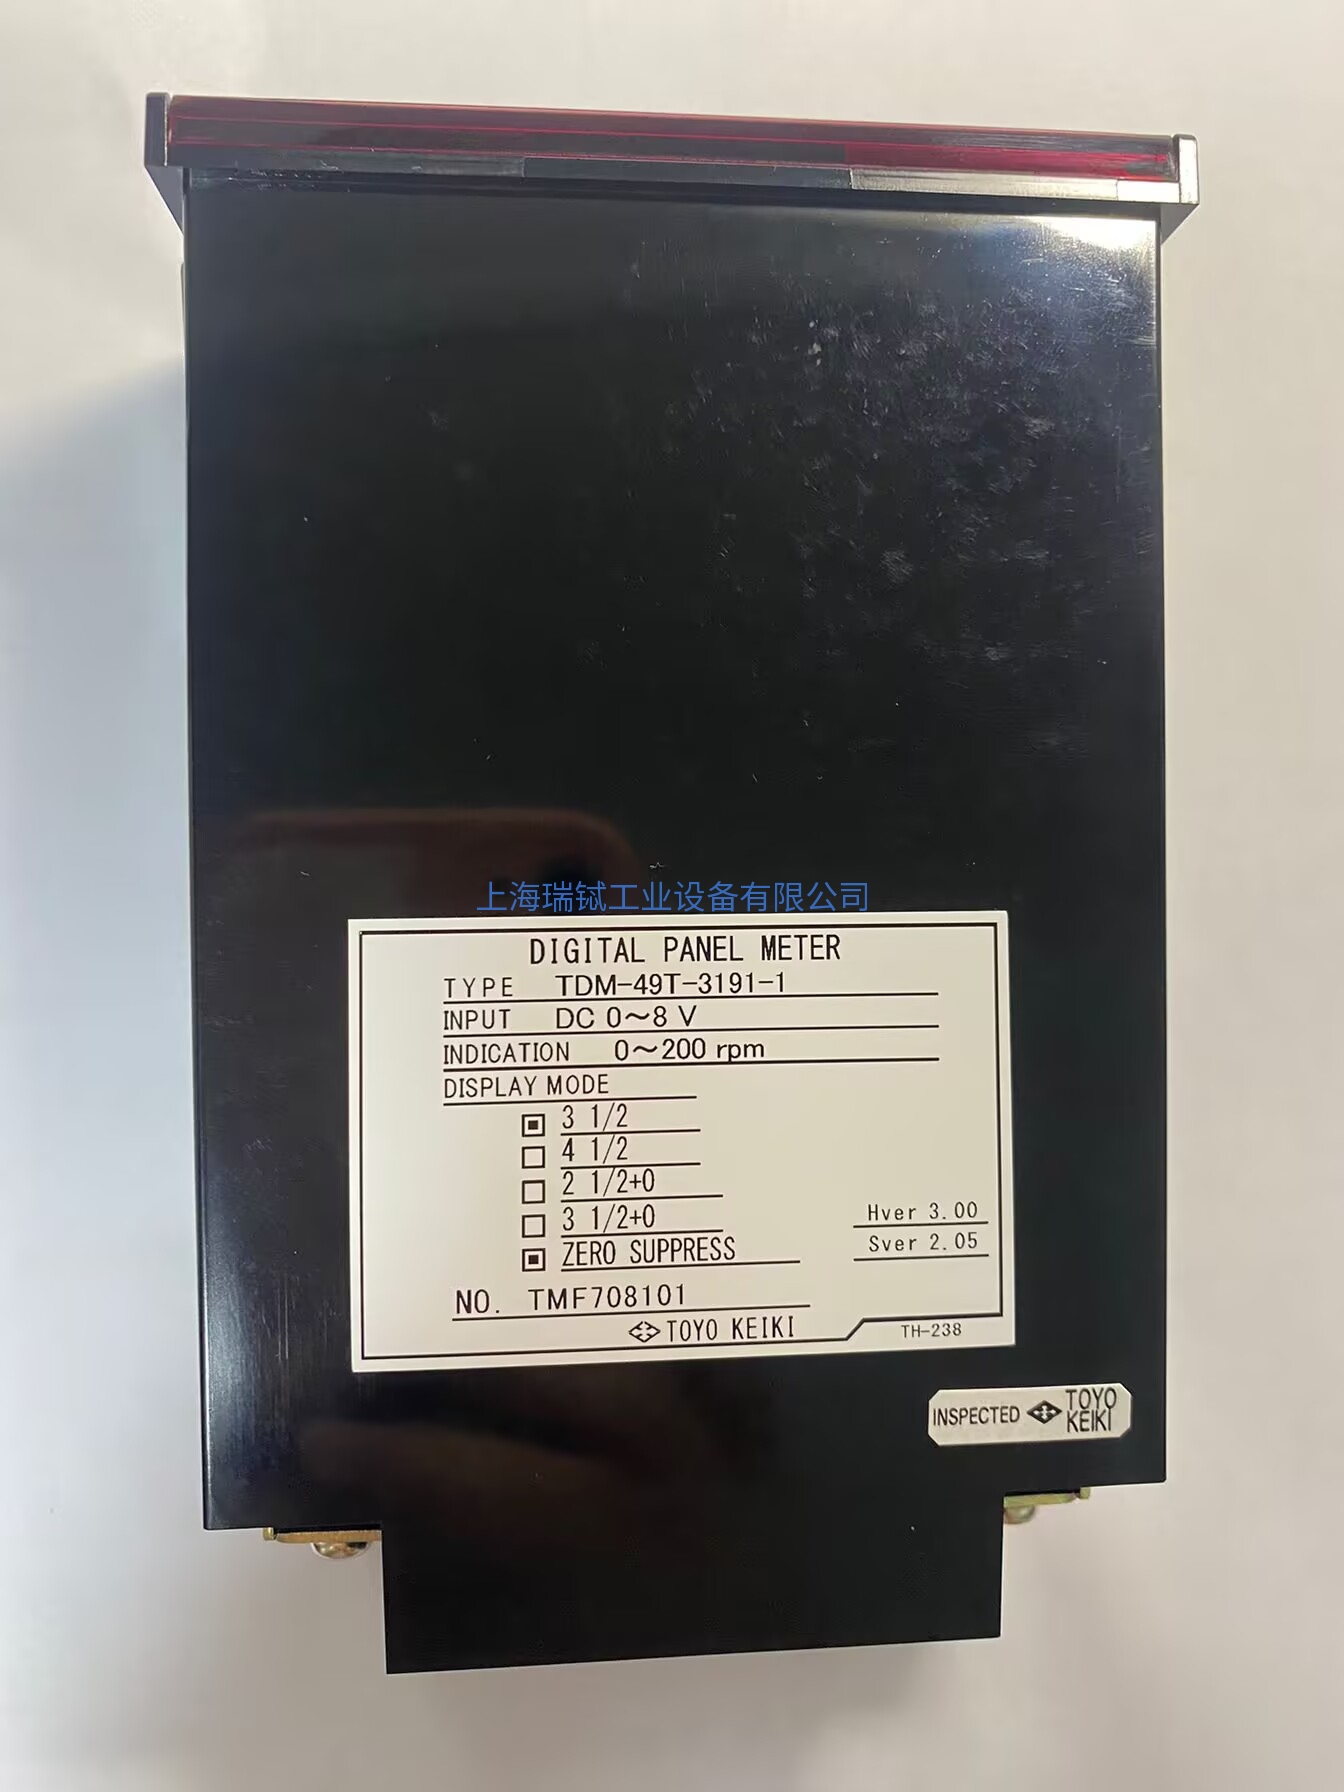 上海瑞铽工业设备有限公司
DIGITAL PANEL METER
TYPE TDM-49T-3191-1
INPUT DC 0～8 V
INDICATION 0～200 rpm
DISPLAY MODE
3 1/2
4 1/2
2 1/2+0
3 1/2+0
ZERO SUPPRESS
Hver 3.00
Sver 2.05
NO. TMF708101
TOYO KEIKI
TH-238
INSPECTED TOYO KEIKI